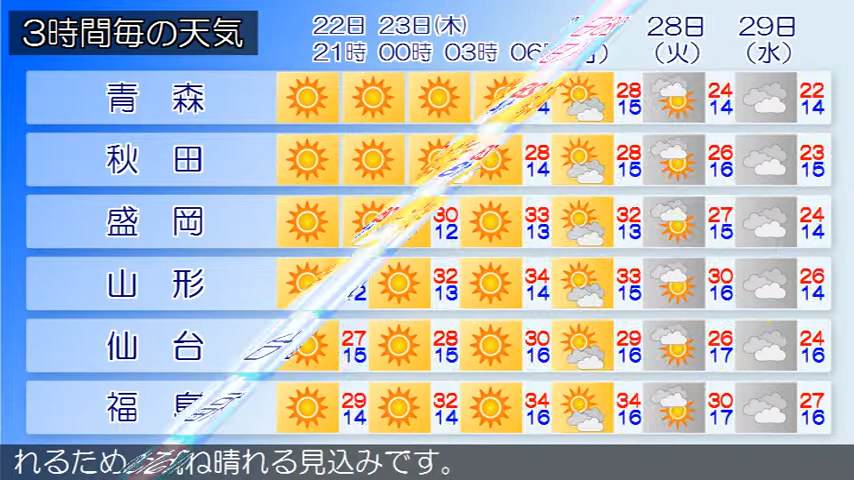 3時間毎の天気
22日 23日(木) 28日 29日
21時 00時 03時 06 (火) (水)
青森 28 15 24 14 22 14
秋田 28 14 28 15 26 16 23 15
盛岡 30 12 33 13 32 13 27 15 24 14
山形 32 13 34 14 33 15 30 16 26 14
仙台 27 15 28 15 30 16 29 16 26 17 24 16
福島 29 14 32 14 34 16 34 16 30 17 27 16
れるため ね晴れる見込みです。